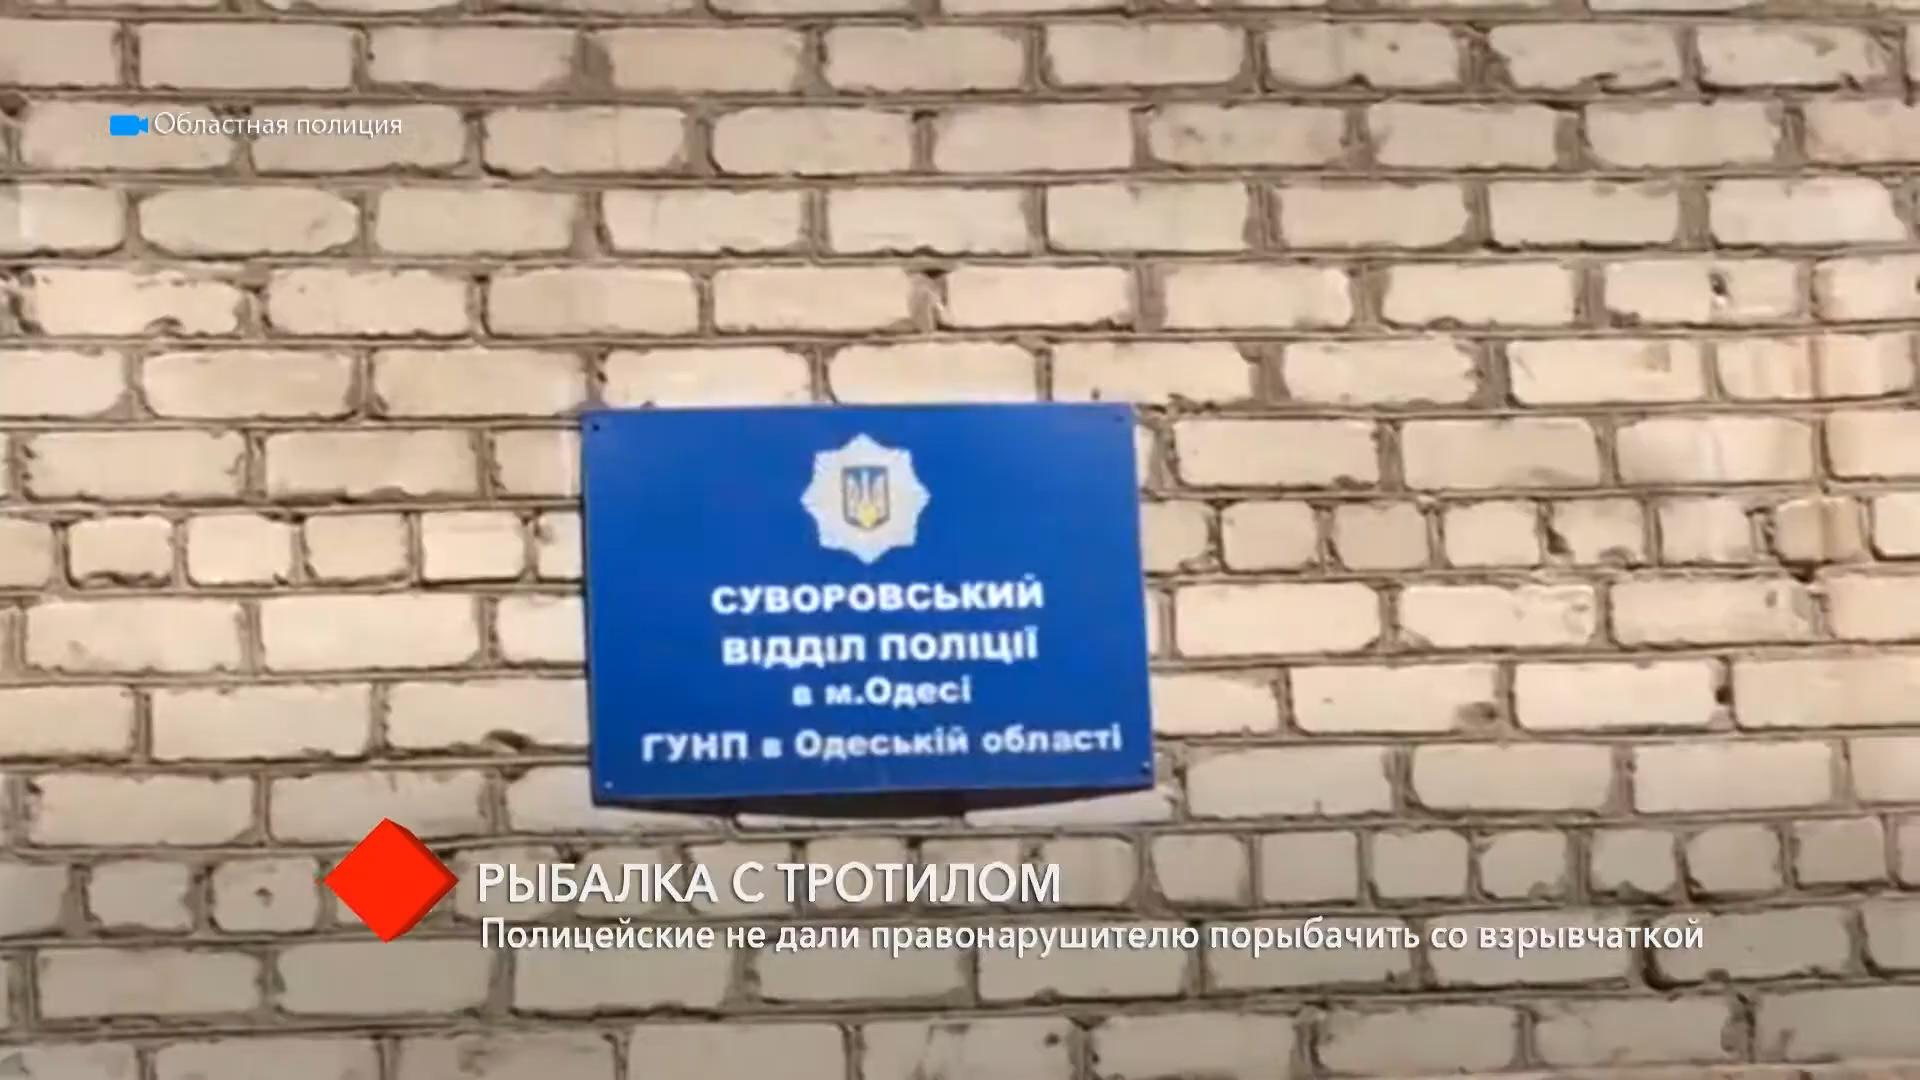 Областная полиция
СУВОРОВСЬКИЙ
ВІДДІЛ ПОЛІЦІЇ
в м.Одесі
ГУНП в Одеській області
РЫБАЛКА С ТРОТИЛОМ
Полицейские не дали правонарушителю порыбачить со взрывчаткой